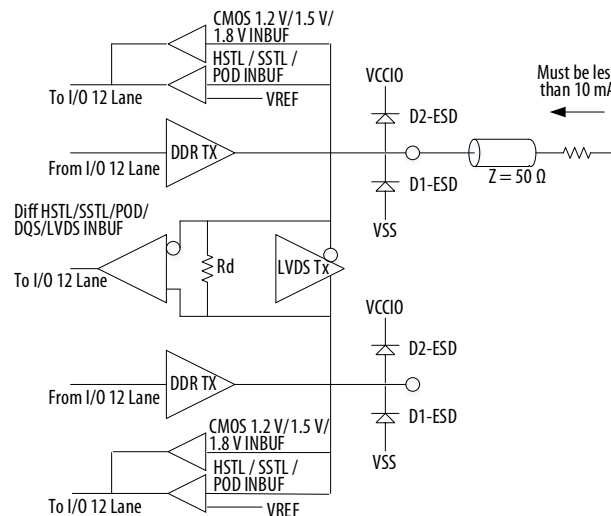 CMOS 1.2 V/1.5 V/
1.8 V INBUF
HSTL / SSTL /
POD INBUF
VREF
To I/O 12 Lane
VCCIO
Must be les
than 10 mA
D2-ESD
DDR TX
From I/O 12 Lane
Z = 50 Ω
D1-ESD
VSS
Diff HSTL/SSTL/POD/
DQS/LVDS INBUF
Rd
LVDS Tx
To I/O 12 Lane
VCCIO
D2-ESD
DDR TX
From I/O 12 Lane
D1-ESD
VSS
CMOS 1.2 V/1.5 V/
1.8 V INBUF
HSTL / SSTL /
POD INBUF
To I/O 12 Lane
VREF